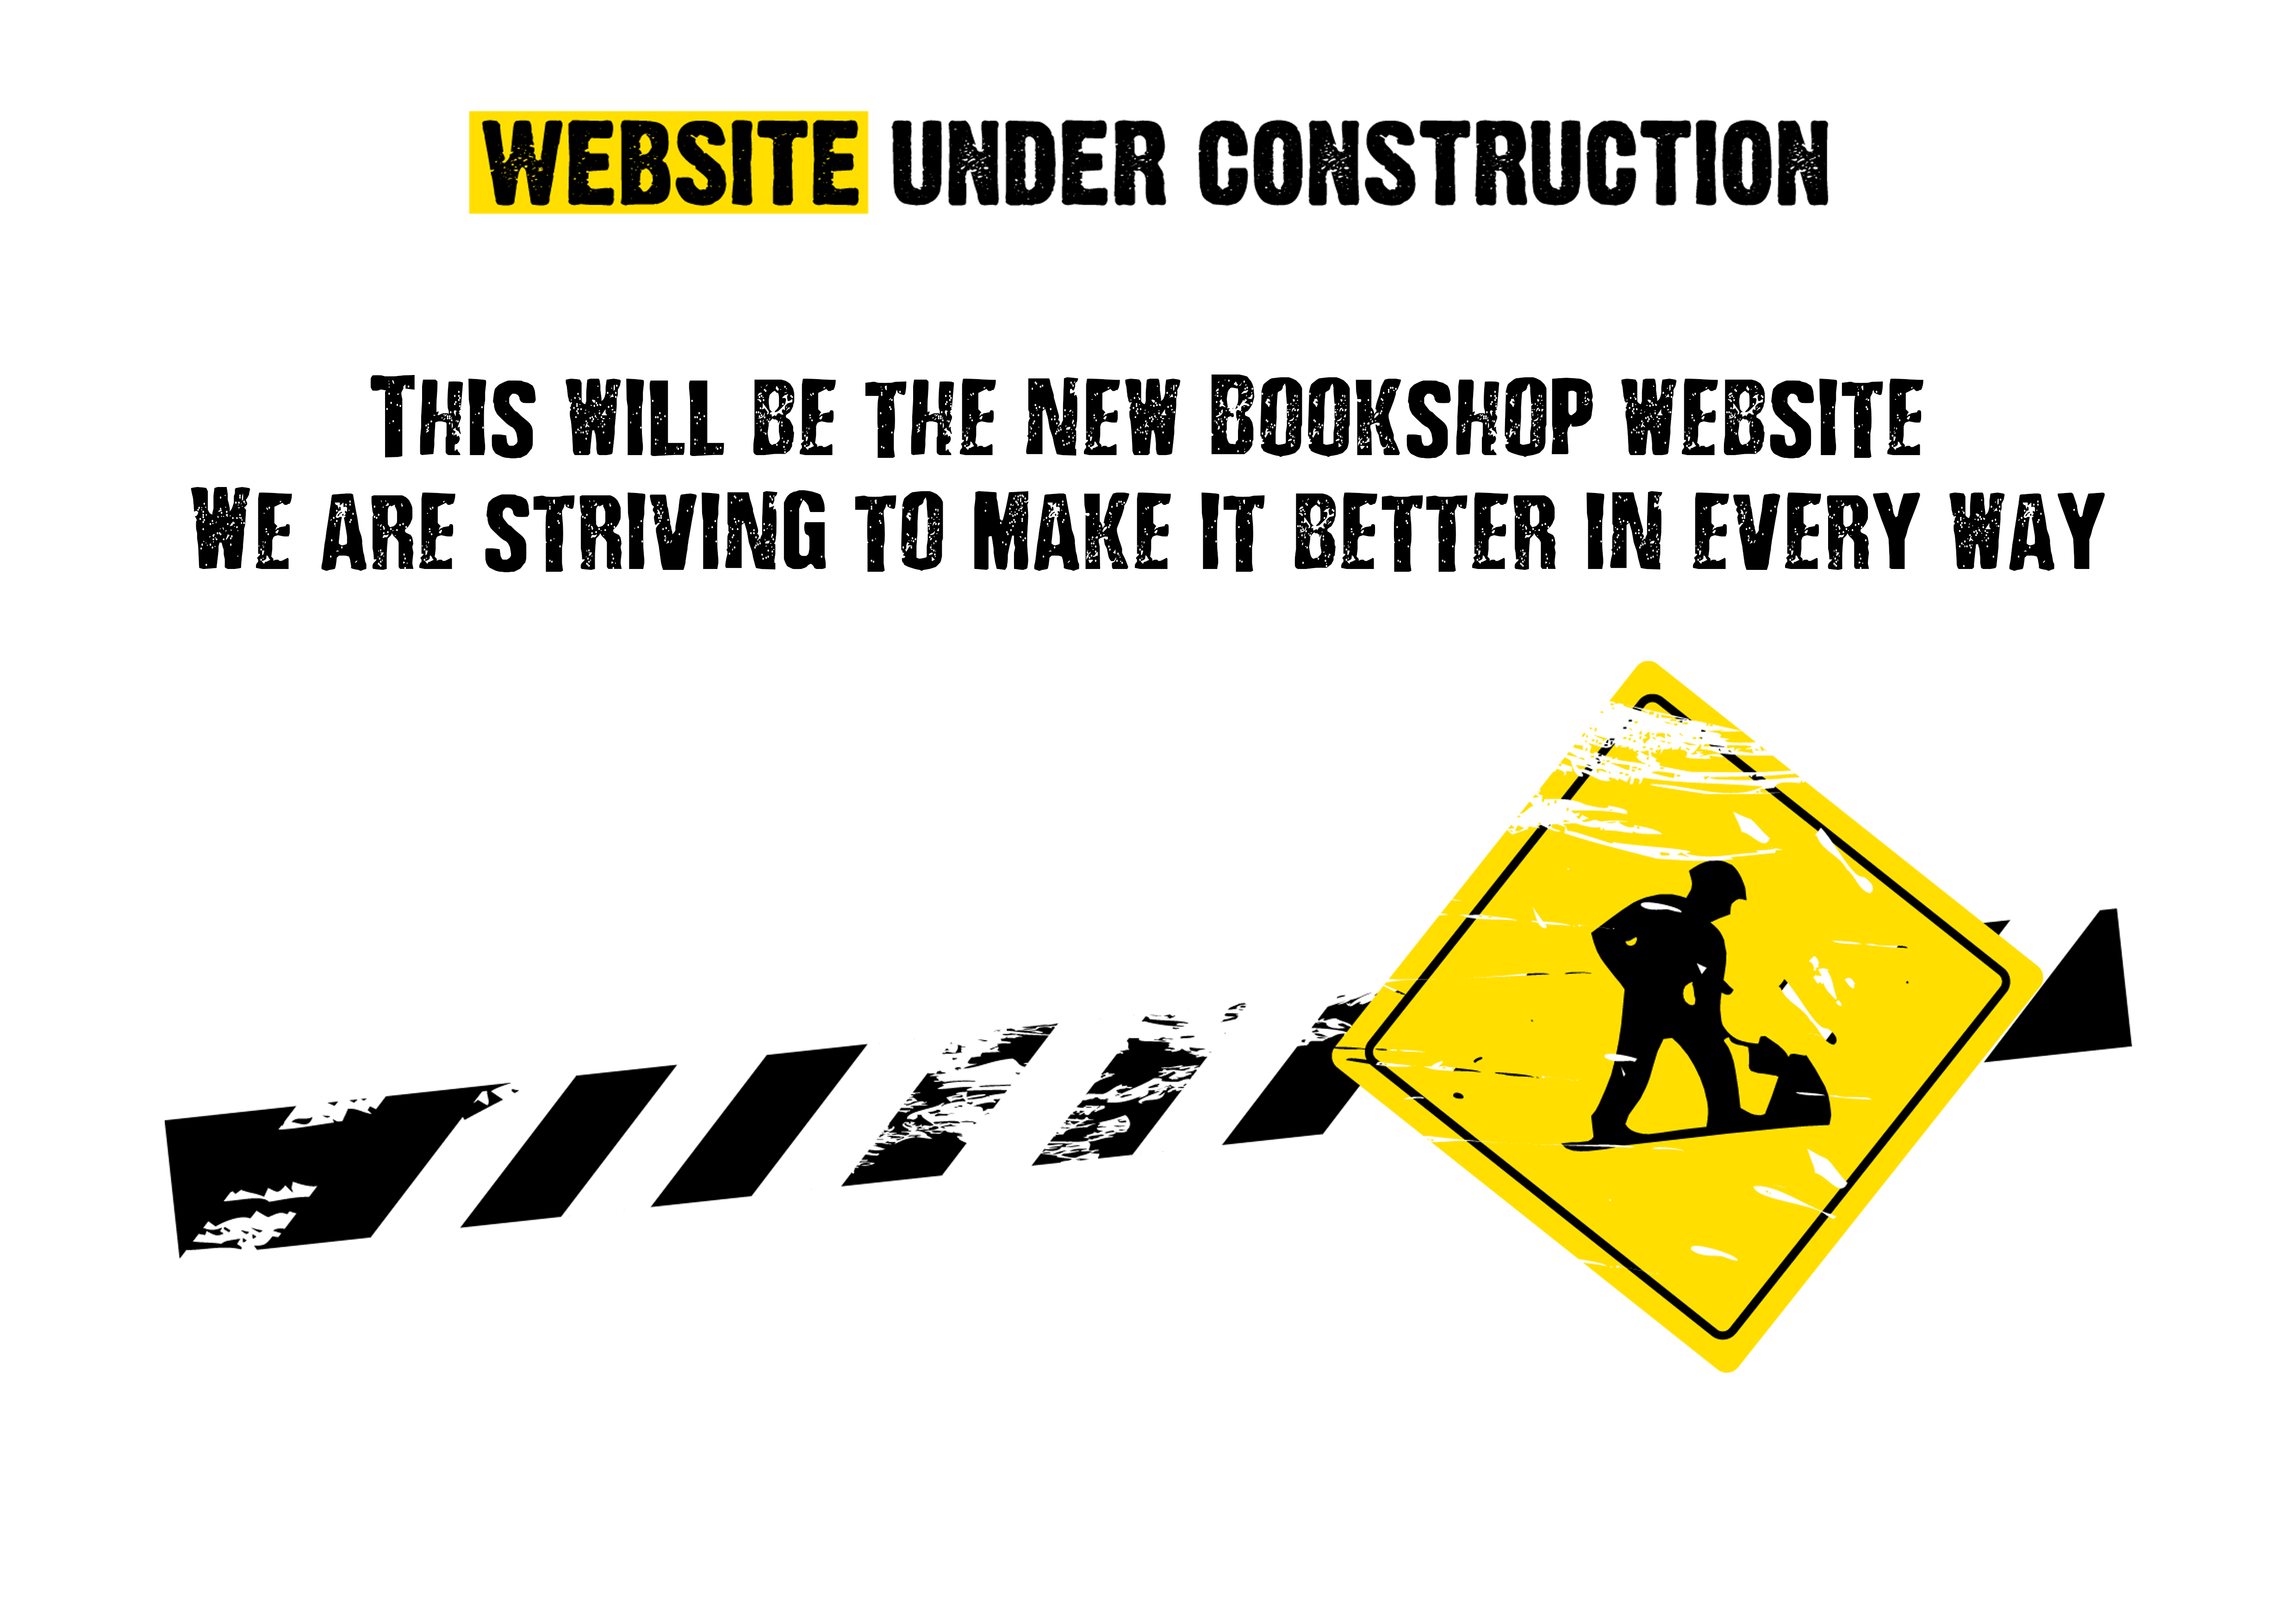 WEBSITE UNDER CONSTRUCTION
THIS WILL BE THE NEW BOOKSHOP WEBSITE
WE ARE STRIVING TO MAKE IT BETTER IN EVERY WAY